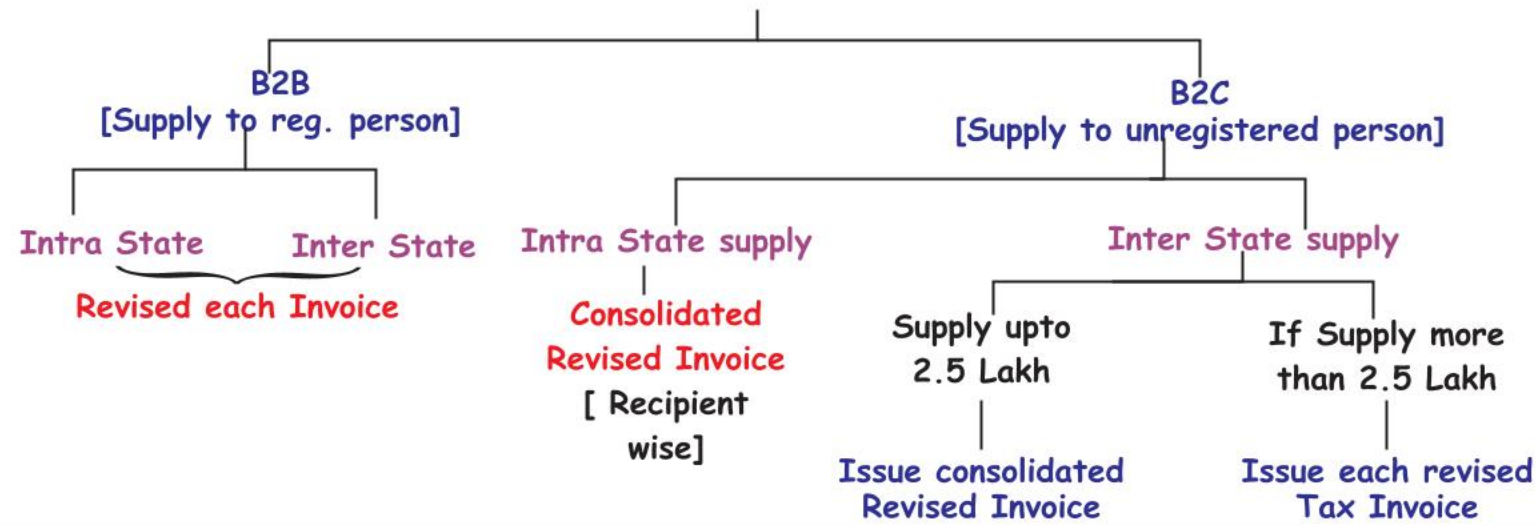 B2B
[Supply to reg. person]
B2C
[Supply to unregistered person]
Intra State
Inter State
Revised each Invoice
Intra State supply
Consolidated
Revised Invoice
[ Recipient
wise]
Inter State supply
Supply upto
2.5 Lakh
Issue consolidated
Revised Invoice
If Supply more
than 2.5 Lakh
Issue each revised
Tax Invoice